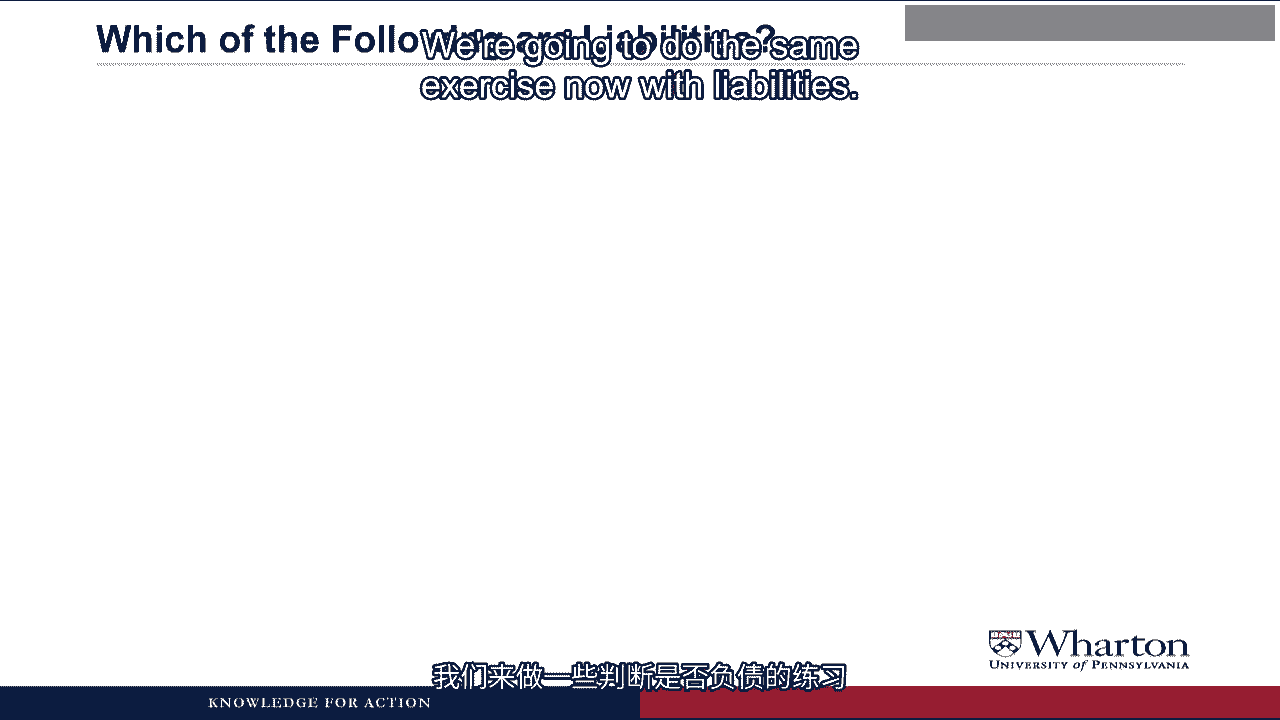 Which of the Following are Liabilities?
We're going to do the same
exercise now with liabilities.
Wharton
UNIVERSITY of PENNSYLVANIA
我们来做一些判断是否负债的练习
KNOWLEDGE FOR ACTION